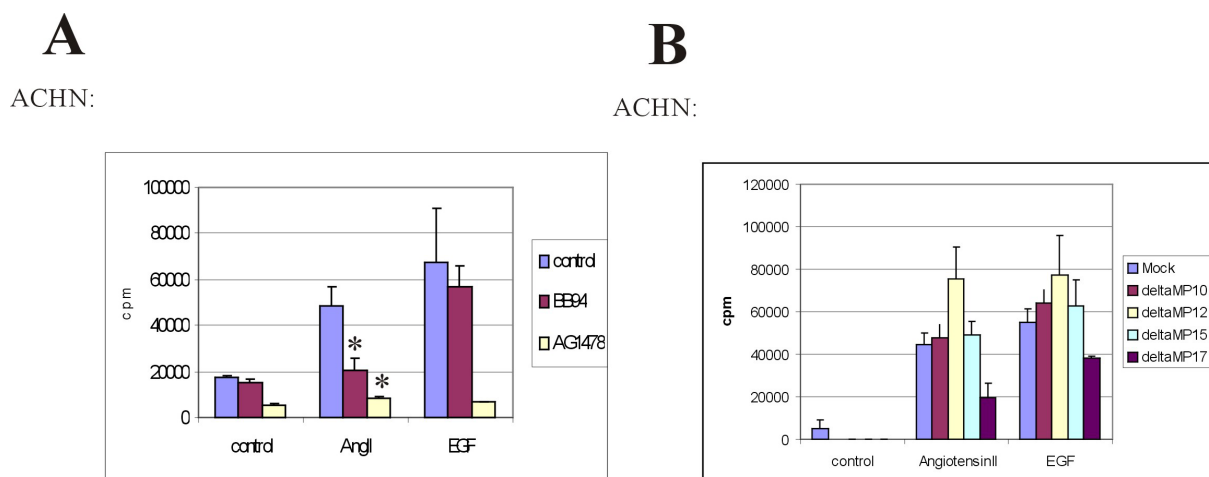 A
ACHN:
100000
80000
60000
40000
20000
0
cpm
control
AngII
EGF
*
*
control
BB94
AG1478
B
ACHN:
120000
100000
80000
60000
40000
20000
0
cpm
control
AngiotensinII
EGF
Mock
deltaMP10
deltaMP12
deltaMP15
deltaMP17